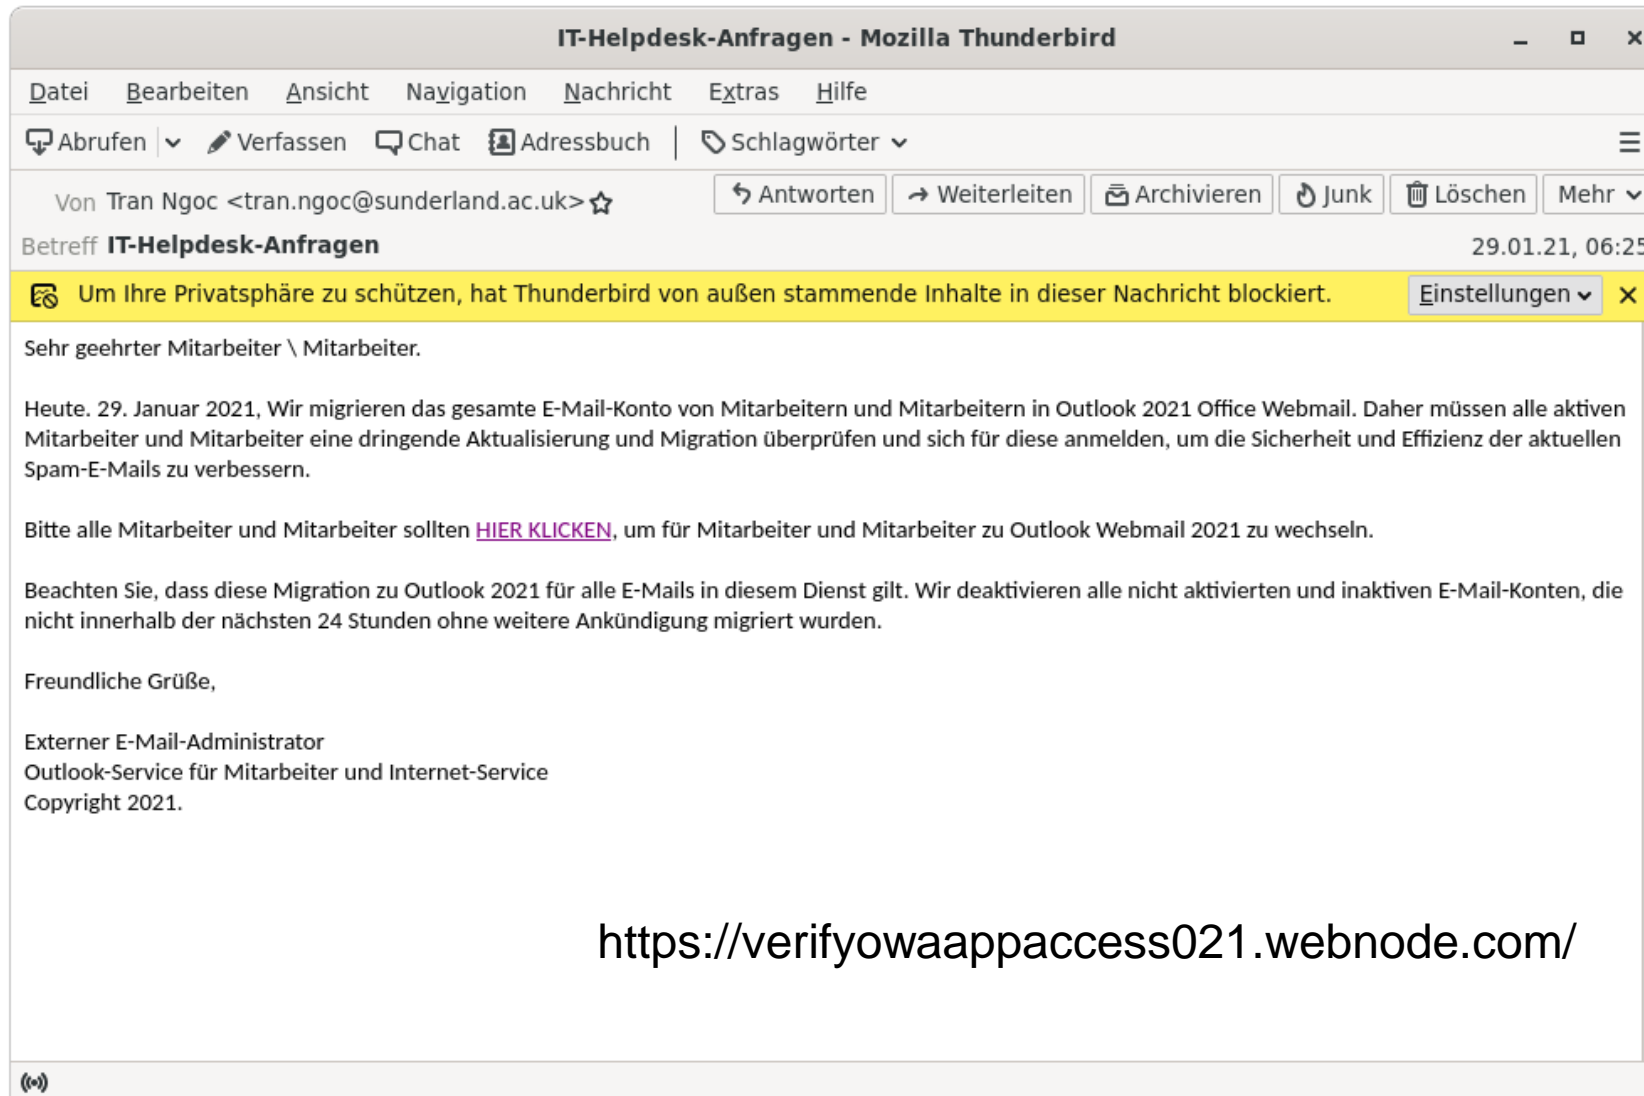 IT-Helpdesk-Anfragen - Mozilla Thunderbird
Datei Bearbeiten Ansicht Navigation Nachricht Extras Hilfe
Abrufen Verfassen Chat Adressbuch Schlagwörter
Von Tran Ngoc <tran.ngoc@sunderland.ac.uk> Antworten Weiterleiten Archivieren Junk Löschen Mehr
Betreff IT-Helpdesk-Anfragen 29.01.21, 06:25
Um Ihre Privatsphäre zu schützen, hat Thunderbird von außen stammende Inhalte in dieser Nachricht blockiert. Einstellungen
Sehr geehrter Mitarbeiter \ Mitarbeiter.
Heute. 29. Januar 2021, Wir migrieren das gesamte E-Mail-Konto von Mitarbeitern und Mitarbeitern in Outlook 2021 Office Webmail. Daher müssen alle aktiven
Mitarbeiter und Mitarbeiter eine dringende Aktualisierung und Migration überprüfen und sich für diese anmelden, um die Sicherheit und Effizienz der aktuellen
Spam-E-Mails zu verbessern.
Bitte alle Mitarbeiter und Mitarbeiter sollten HIER KLICKEN, um für Mitarbeiter und Mitarbeiter zu Outlook Webmail 2021 zu wechseln.
Beachten Sie, dass diese Migration zu Outlook 2021 für alle E-Mails in diesem Dienst gilt. Wir deaktivieren alle nicht aktivierten und inaktiven E-Mail-Konten, die
nicht innerhalb der nächsten 24 Stunden ohne weitere Ankündigung migriert wurden.
Freundliche Grüße,
Externer E-Mail-Administrator
Outlook-Service für Mitarbeiter und Internet-Service
Copyright 2021.
https://verifyowaappaccess021.webnode.com/